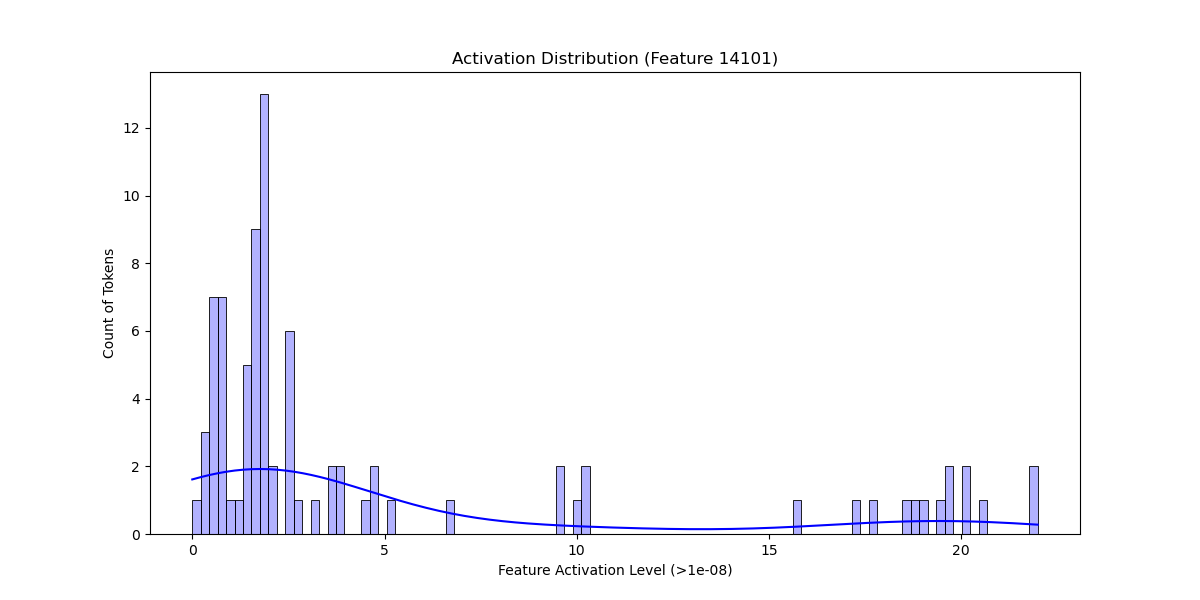 Activation Distribution (Feature 14101)
Count of Tokens
12
10
8
6
4
2
0
0 5 10 15 20
Feature Activation Level (>1e-08)